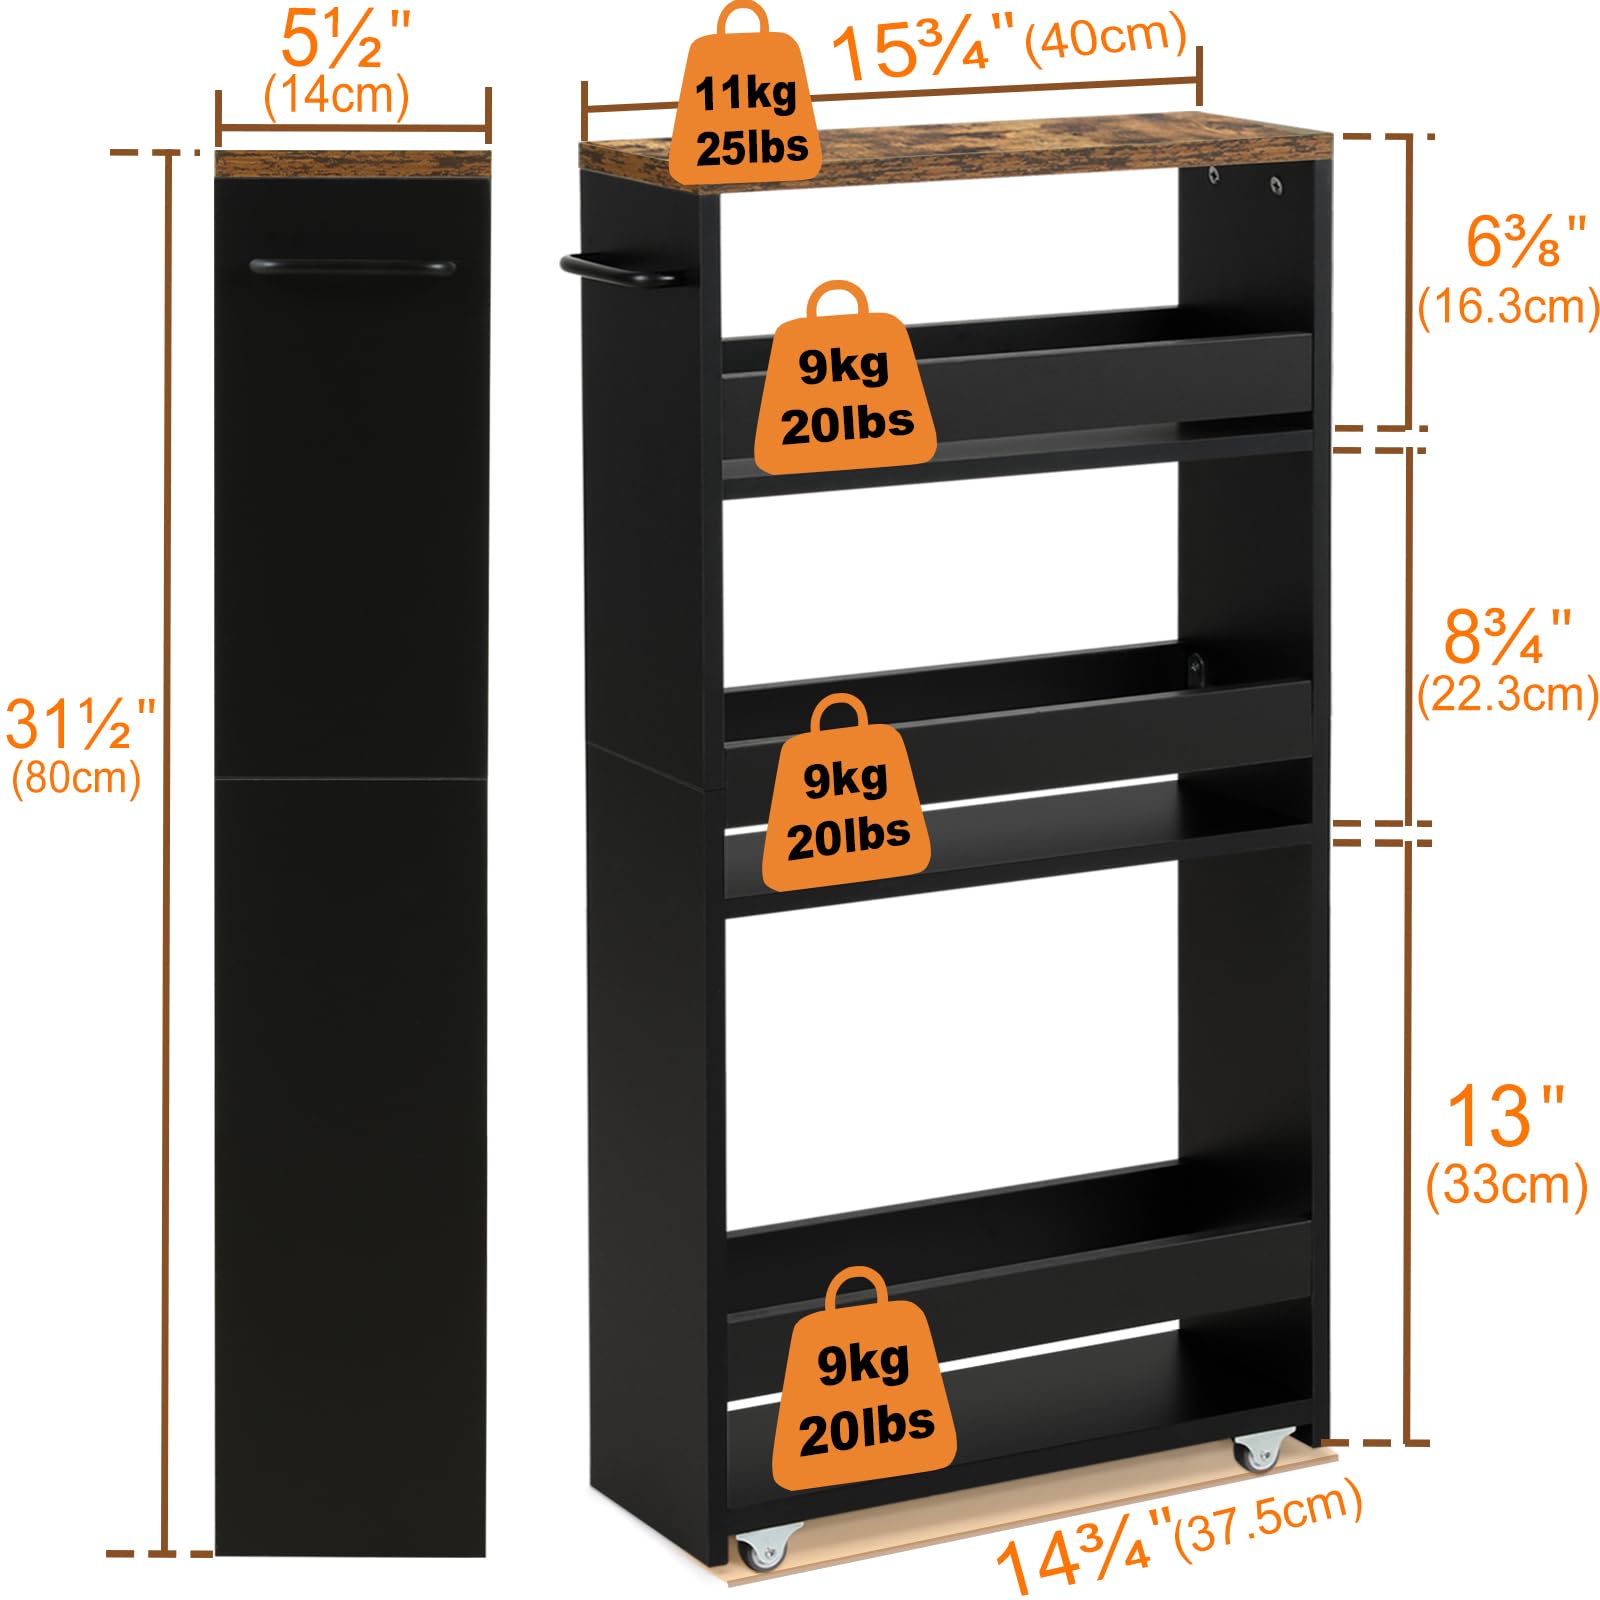 5½"
(14cm)
15¾" (40cm)
11kg
25lbs
6⅜"
(16.3cm)
9kg
20lbs
8¾"
(22.3cm)
31½"
(80cm)
9kg
20lbs
13"
(33cm)
9kg
20lbs
14¾" (37.5cm)